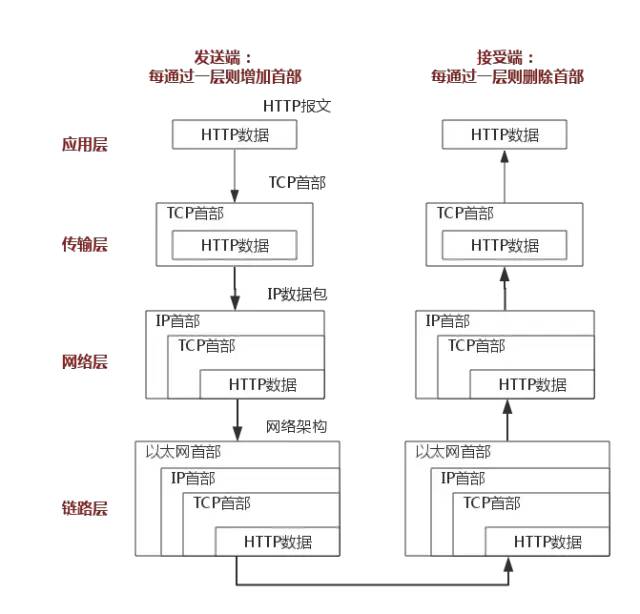 发送端：
每通过一层则增加首部
接受端：
每通过一层则删除首部
HTTP报文
应用层
HTTP数据
HTTP数据
TCP首部
传输层
TCP首部
HTTP数据
TCP首部
HTTP数据
IP数据包
网络层
IP首部
TCP首部
HTTP数据
IP首部
TCP首部
HTTP数据
网络架构
链路层
以太网首部
IP首部
TCP首部
HTTP数据
以太网首部
IP首部
TCP首部
HTTP数据